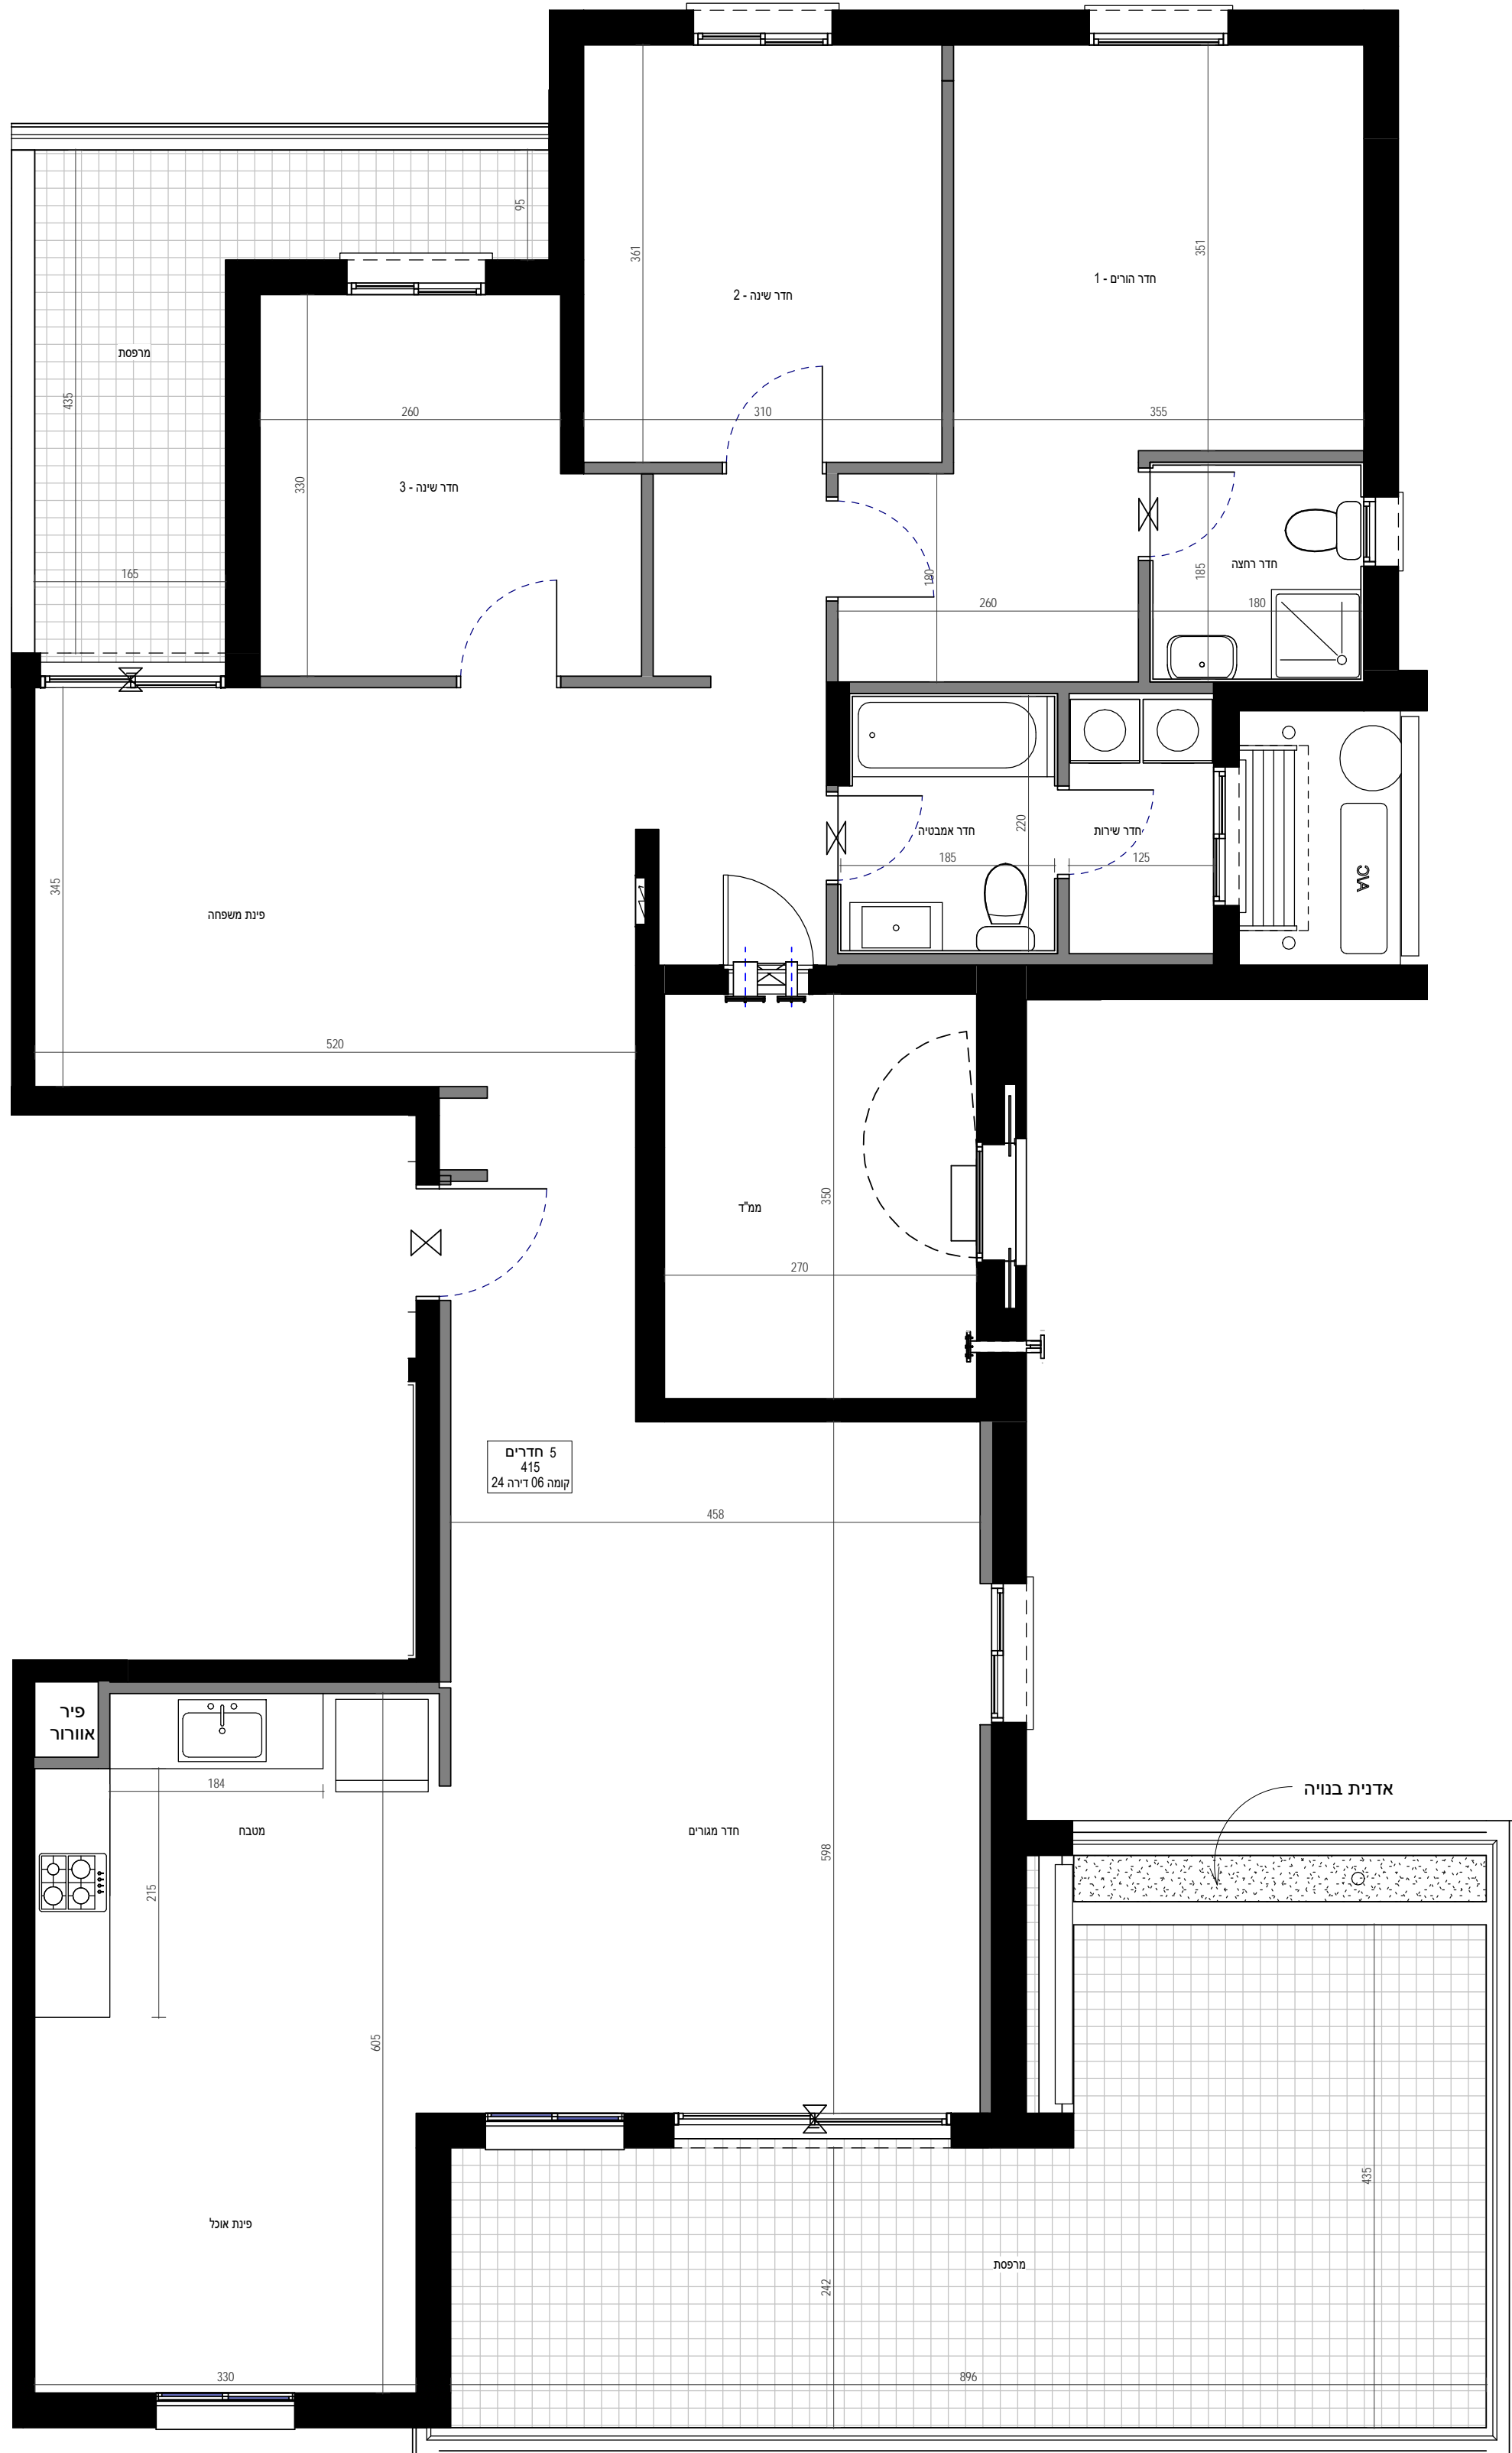 95
361
351
חדר הורים - 1
חדר שינה - 2
מרפסת
435
260
310
355
330
חדר שינה - 3
165
180
185
חדר רחצה
260
180
345
220
חדר אמבטיה
חדר שירות
185
125
A\C
פינת משפחה
520
350
ממ"ד
270
5 חדרים
415
קומה 06 דירה 24
458
פיר
אוורור
184
אדנית בנויה
מטבח
חדר מגורים
598
215
605
435
פינת אוכל
מרפסת
242
330
896